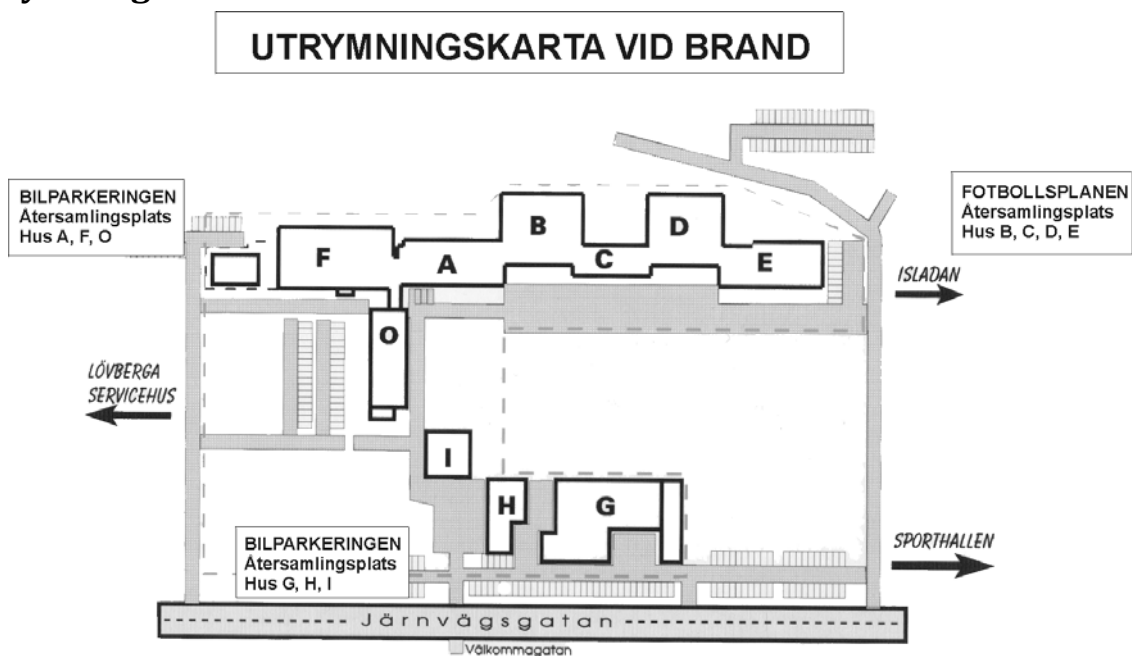 UTRYMNINGSKARTA VID BRAND
BILPARKERINGEN
Återsamlingsplats
Hus A, F, O
FOTBOLLSPLANEN
Återsamlingsplats
Hus B, C, D, E
B
D
F
A
C
E
ISLADAN
O
LÖVBERGA
SERVICEHUS
I
H
G
BILPARKERINGEN
Återsamlingsplats
Hus G, H, I
SPORTHALLEN
Järnvägsgatan
Välkommagatan